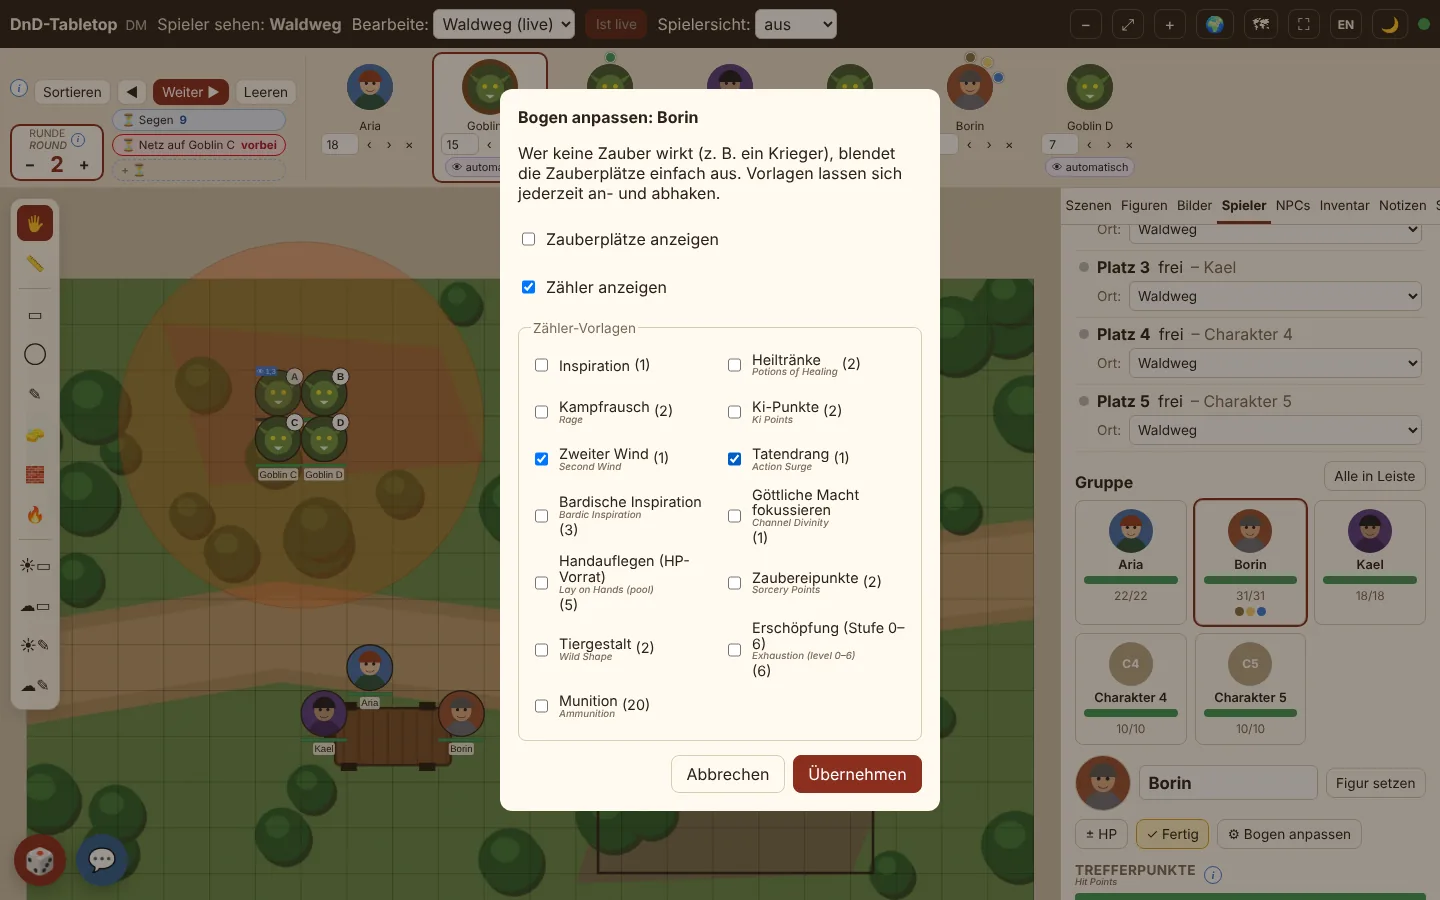 DnD-Tabletop DM Spieler sehen: Waldweg Bearbeite: Waldweg (live) Ist live Spielersicht: aus EN
Sortieren Weiter Leeren
RUNDE
ROUND
− 2 +
Segen 9
Netz auf Goblin C vorbei
+
Aria
18
Goblin
15
Borin
Goblin D
7
automatisch
Szenen Figuren Bilder Spieler NPCs Inventar Notizen
Bogen anpassen: Borin
Wer keine Zauber wirkt (z. B. ein Krieger), blendet
die Zauberplätze einfach aus. Vorlagen lassen sich
jederzeit an- und abhaken.
Zauberplätze anzeigen
Zähler anzeigen
Zähler-Vorlagen
Inspiration (1)
Heiltränke (2)
Potions of Healing
Kampfrausch (2)
Rage
Ki-Punkte (2)
Ki Points
Zweiter Wind (1)
Second Wind
Tatendrang (1)
Action Surge
Bardische Inspiration
Bardic Inspiration
(3)
Göttliche Macht
fokussieren
Channel Divinity
(1)
Handauflegen (HP-
Vorrat)
Lay on Hands (pool)
(5)
Zaubereipunkte (2)
Sorcery Points
Tiergestalt (2)
Wild Shape
Erschöpfung (Stufe 0–
6)
Exhaustion (level 0–6)
(6)
Munition (20)
Ammunition
Abbrechen Übernehmen
A B
C D
Goblin C Goblin D
Aria
Kael Borin
Ort: Waldweg
Platz 3 frei – Kael
Ort: Waldweg
Platz 4 frei – Charakter 4
Ort: Waldweg
Platz 5 frei – Charakter 5
Ort: Waldweg
Gruppe Alle in Leiste
Aria
22/22
Borin
31/31
Kael
18/18
C4
Charakter 4
10/10
C5
Charakter 5
10/10
Borin Figur setzen
± HP ✓ Fertig Bogen anpassen
TREFFERPUNKTE
Hit Points